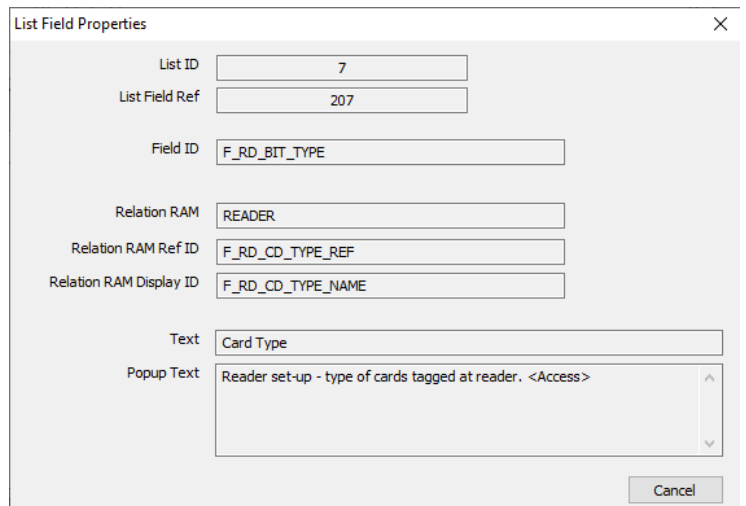 List Field Properties
List ID 7
List Field Ref 207
Field ID F_RD_BIT_TYPE
Relation RAM READER
Relation RAM Ref ID F_RD_CD_TYPE_REF
Relation RAM Display ID F_RD_CD_TYPE_NAME
Text Card Type
Popup Text Reader set-up - type of cards tagged at reader. <Access>
Cancel